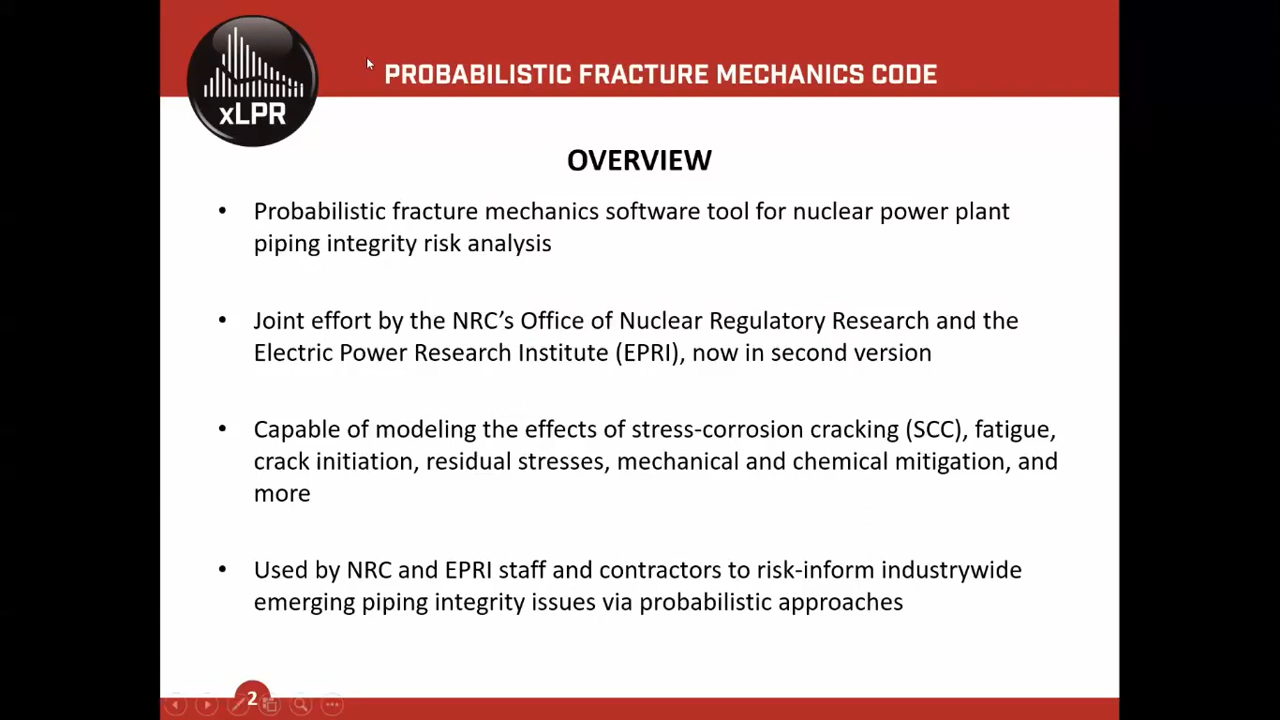 xLPR
PROBABILISTIC FRACTURE MECHANICS CODE
OVERVIEW
• Probabilistic fracture mechanics software tool for nuclear power plant
piping integrity risk analysis
• Joint effort by the NRC’s Office of Nuclear Regulatory Research and the
Electric Power Research Institute (EPRI), now in second version
• Capable of modeling the effects of stress-corrosion cracking (SCC), fatigue,
crack initiation, residual stresses, mechanical and chemical mitigation, and
more
• Used by NRC and EPRI staff and contractors to risk-inform industrywide
emerging piping integrity issues via probabilistic approaches
2